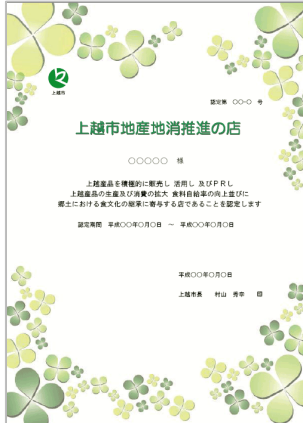 上越市
認定第 ○○-○ 号
上越市地産地消推進の店
○○○○○ 様
上越産品を積極的に販売し 活用し 及びPRし
上越産品の生産及び消費の拡大 食料自給率の向上並びに
郷土における食文化の継承に寄与する店であることを認定します
認定期間 平成○○年○月○日 ～ 平成○○年○月○日
平成○○年○月○日
上越市長 村山 秀幸 印